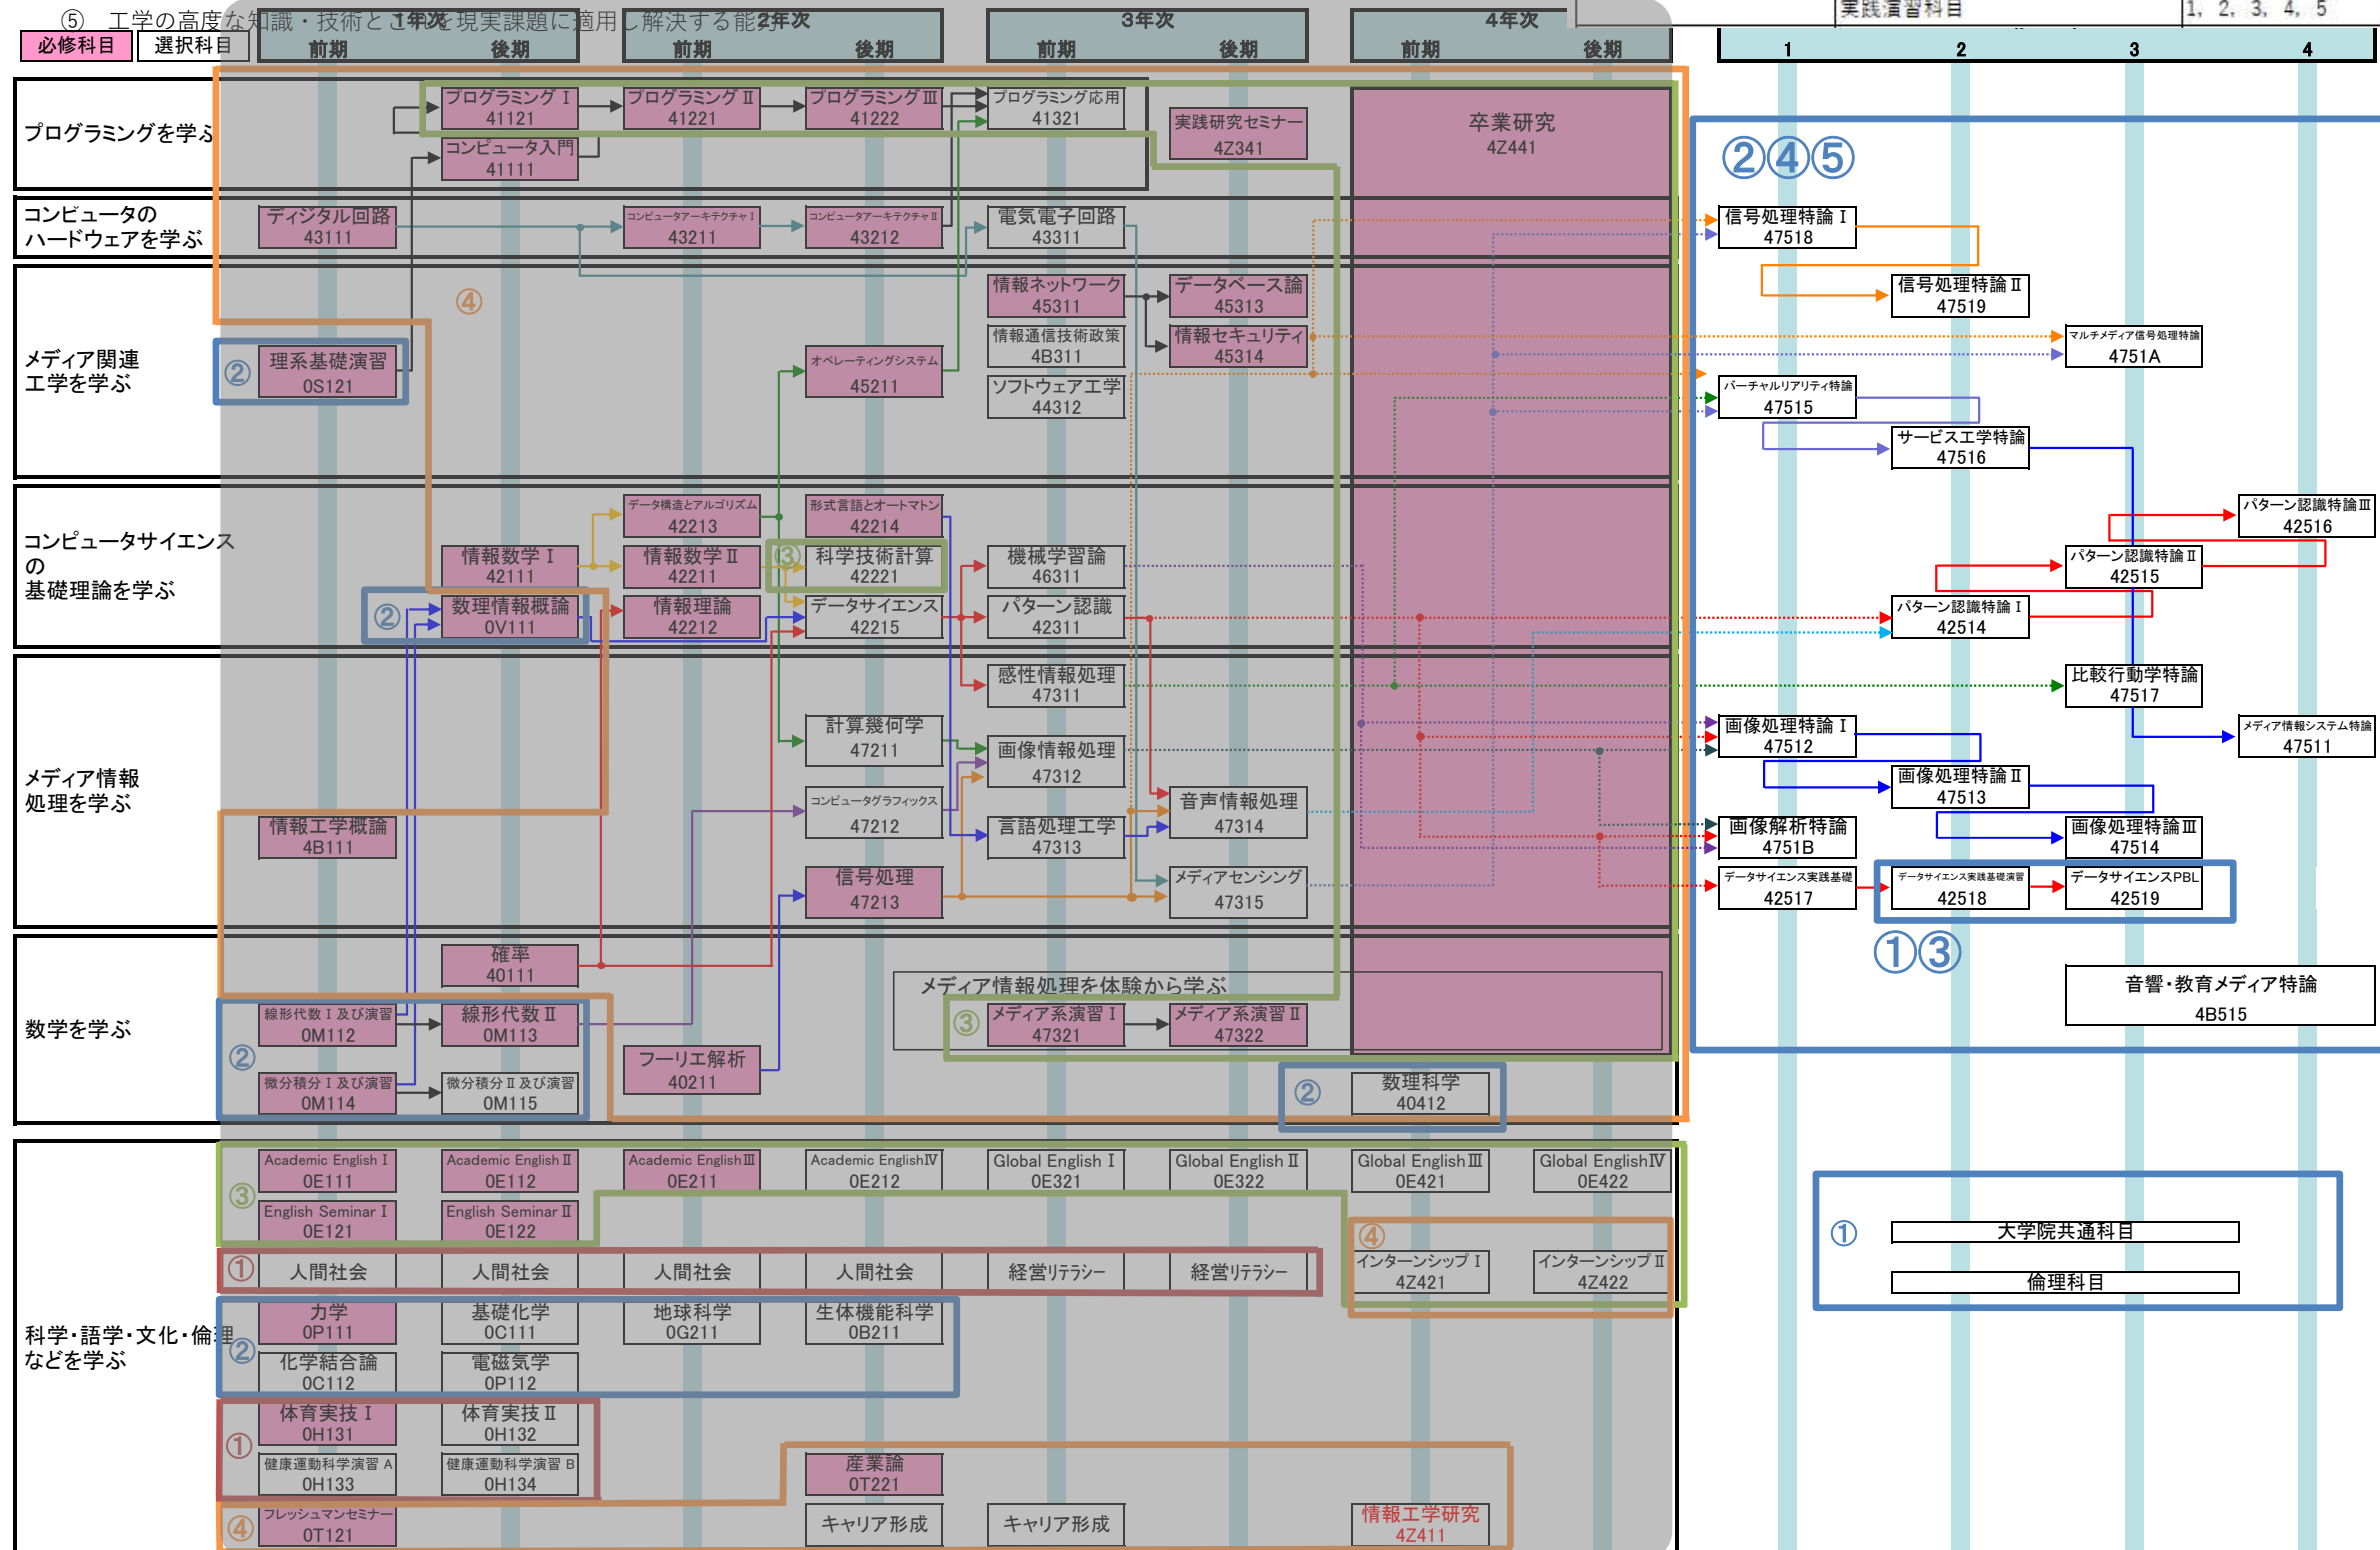 ⑤ 工学の高度な知識・技術とこれを現実課題に適用し解決する能力
実践演習科目
1, 2, 3, 4, 5
必修科目
選択科目
1年次
2年次
3年次
4年次
前期
後期
前期
後期
前期
後期
前期
後期
1
2
3
4
プログラミングを学ぶ
プログラミングⅠ
41121
プログラミングⅡ
41221
プログラミングⅢ
41222
プログラミング応用
41321
実践研究セミナー
4Z341
卒業研究
4Z441
コンピュータ入門
41111
②④⑤
コンピュータの
ハードウェアを学ぶ
ディジタル回路
43111
コンピュータアーキテクチャⅠ
43211
コンピュータアーキテクチャⅡ
43212
電気電子回路
43311
信号処理特論Ⅰ
47518
メディア関連
工学を学ぶ
④
情報ネットワーク
45311
データベース論
45313
信号処理特論Ⅱ
47519
情報通信技術政策
4B311
情報セキュリティ
45314
マルチメディア信号処理特論
4751A
②
理系基礎演習
0S121
オペレーティングシステム
45211
ソフトウェア工学
44312
バーチャルリアリティ特論
47515
サービス工学特論
47516
コンピュータサイエンス
の
基礎理論を学ぶ
データ構造とアルゴリズム
42213
形式言語とオートマトン
42214
パターン認識特論Ⅲ
42516
情報数学Ⅰ
42111
情報数学Ⅱ
42211
③
科学技術計算
42221
機械学習論
46311
パターン認識特論Ⅱ
42515
②
数理情報概論
0V111
情報理論
42212
データサイエンス
42215
パターン認識
42311
パターン認識特論Ⅰ
42514
メディア情報
処理を学ぶ
感性情報処理
47311
比較行動学特論
47517
計算幾何学
47211
画像情報処理
47312
画像処理特論Ⅰ
47512
メディア情報システム特論
47511
コンピュータグラフィックス
47212
音声情報処理
47314
画像処理特論Ⅱ
47513
情報工学概論
4B111
言語処理工学
47313
画像解析特論
4751B
画像処理特論Ⅲ
47514
信号処理
47213
メディアセンシング
47315
データサイエンス実践基礎
42517
データサイエンス実践基礎演習
42518
データサイエンスPBL
42519
①③
数学を学ぶ
確率
40111
メディア情報処理を体験から学ぶ
音響・教育メディア特論
4B515
②
線形代数Ⅰ及び演習
0M112
線形代数Ⅱ
0M113
③
メディア系演習Ⅰ
47321
メディア系演習Ⅱ
47322
フーリエ解析
40211
微分積分Ⅰ及び演習
0M114
微分積分Ⅱ及び演習
0M115
②
数理科学
40412
科学・語学・文化・倫理
などを学ぶ
③
Academic EnglishⅠ
0E111
Academic EnglishⅡ
0E112
Academic EnglishⅢ
0E211
Academic EnglishⅣ
0E212
Global EnglishⅠ
0E321
Global EnglishⅡ
0E322
Global EnglishⅢ
0E421
Global EnglishⅣ
0E422
English SeminarⅠ
0E121
English SeminarⅡ
0E122
①
人間社会
人間社会
人間社会
人間社会
経営リテラシー
経営リテラシー
④
インターンシップⅠ
4Z421
インターンシップⅡ
4Z422
①
大学院共通科目
倫理科目
②
力学
0P111
基礎化学
0C111
地球科学
0G211
生体機能科学
0B211
化学結合論
0C112
電磁気学
0P112
①
体育実技Ⅰ
0H131
体育実技Ⅱ
0H132
健康運動科学演習 A
0H133
健康運動科学演習 B
0H134
産業論
0T221
④
フレッシュマンセミナー
0T121
キャリア形成
キャリア形成
情報工学研究
4Z411